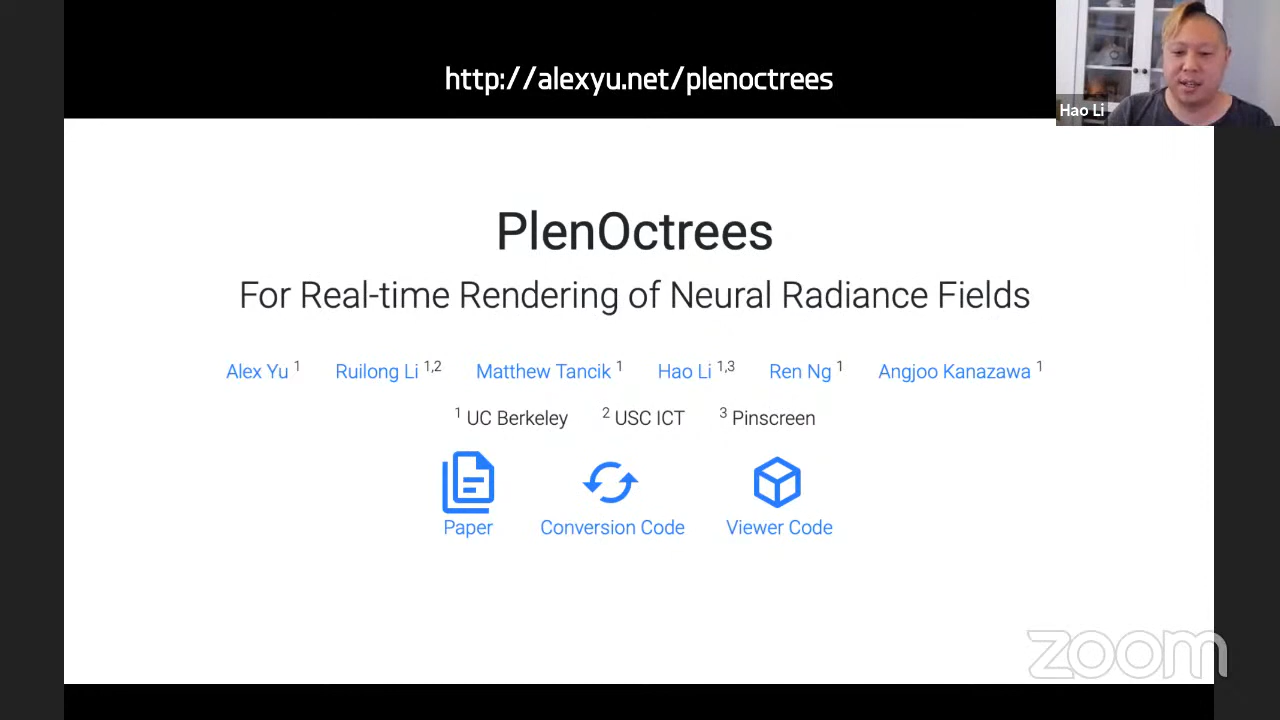 http://alexyu.net/plenoctrees
Hao Li
PlenOctrees
For Real-time Rendering of Neural Radiance Fields
Alex Yu 1 Ruilong Li 1,2 Matthew Tancik 1 Hao Li 1,3 Ren Ng 1 Angjoo Kanazawa 1
1 UC Berkeley 2 USC ICT 3 Pinscreen
Paper Conversion Code Viewer Code
zoom